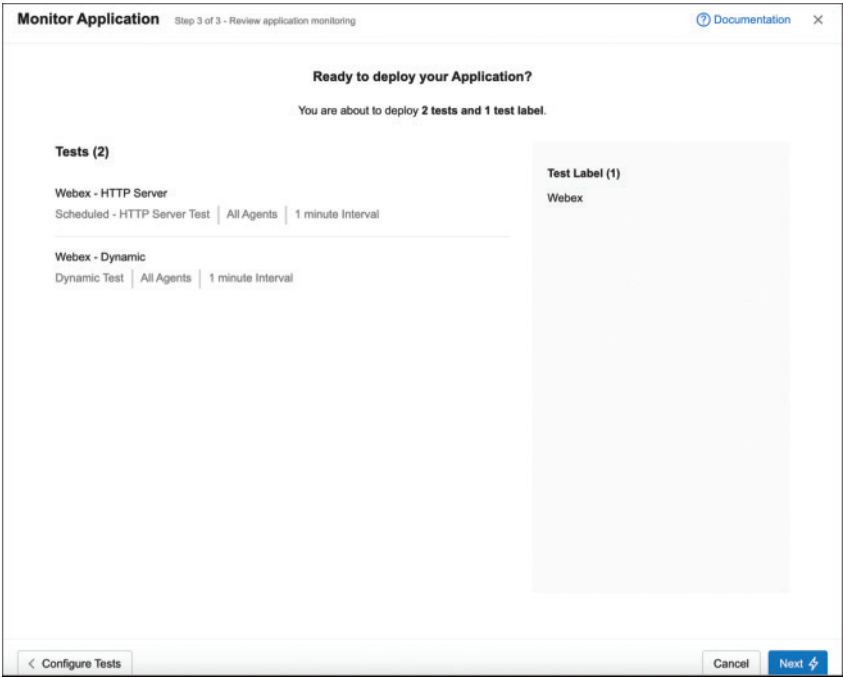 Monitor Application Step 3 of 3 - Review application monitoring Documentation
Ready to deploy your Application?
You are about to deploy 2 tests and 1 test label.
Tests (2)
Webex - HTTP Server
Scheduled - HTTP Server Test | All Agents | 1 minute Interval
Webex - Dynamic
Dynamic Test | All Agents | 1 minute Interval
Test Label (1)
Webex
Configure Tests
Cancel
Next